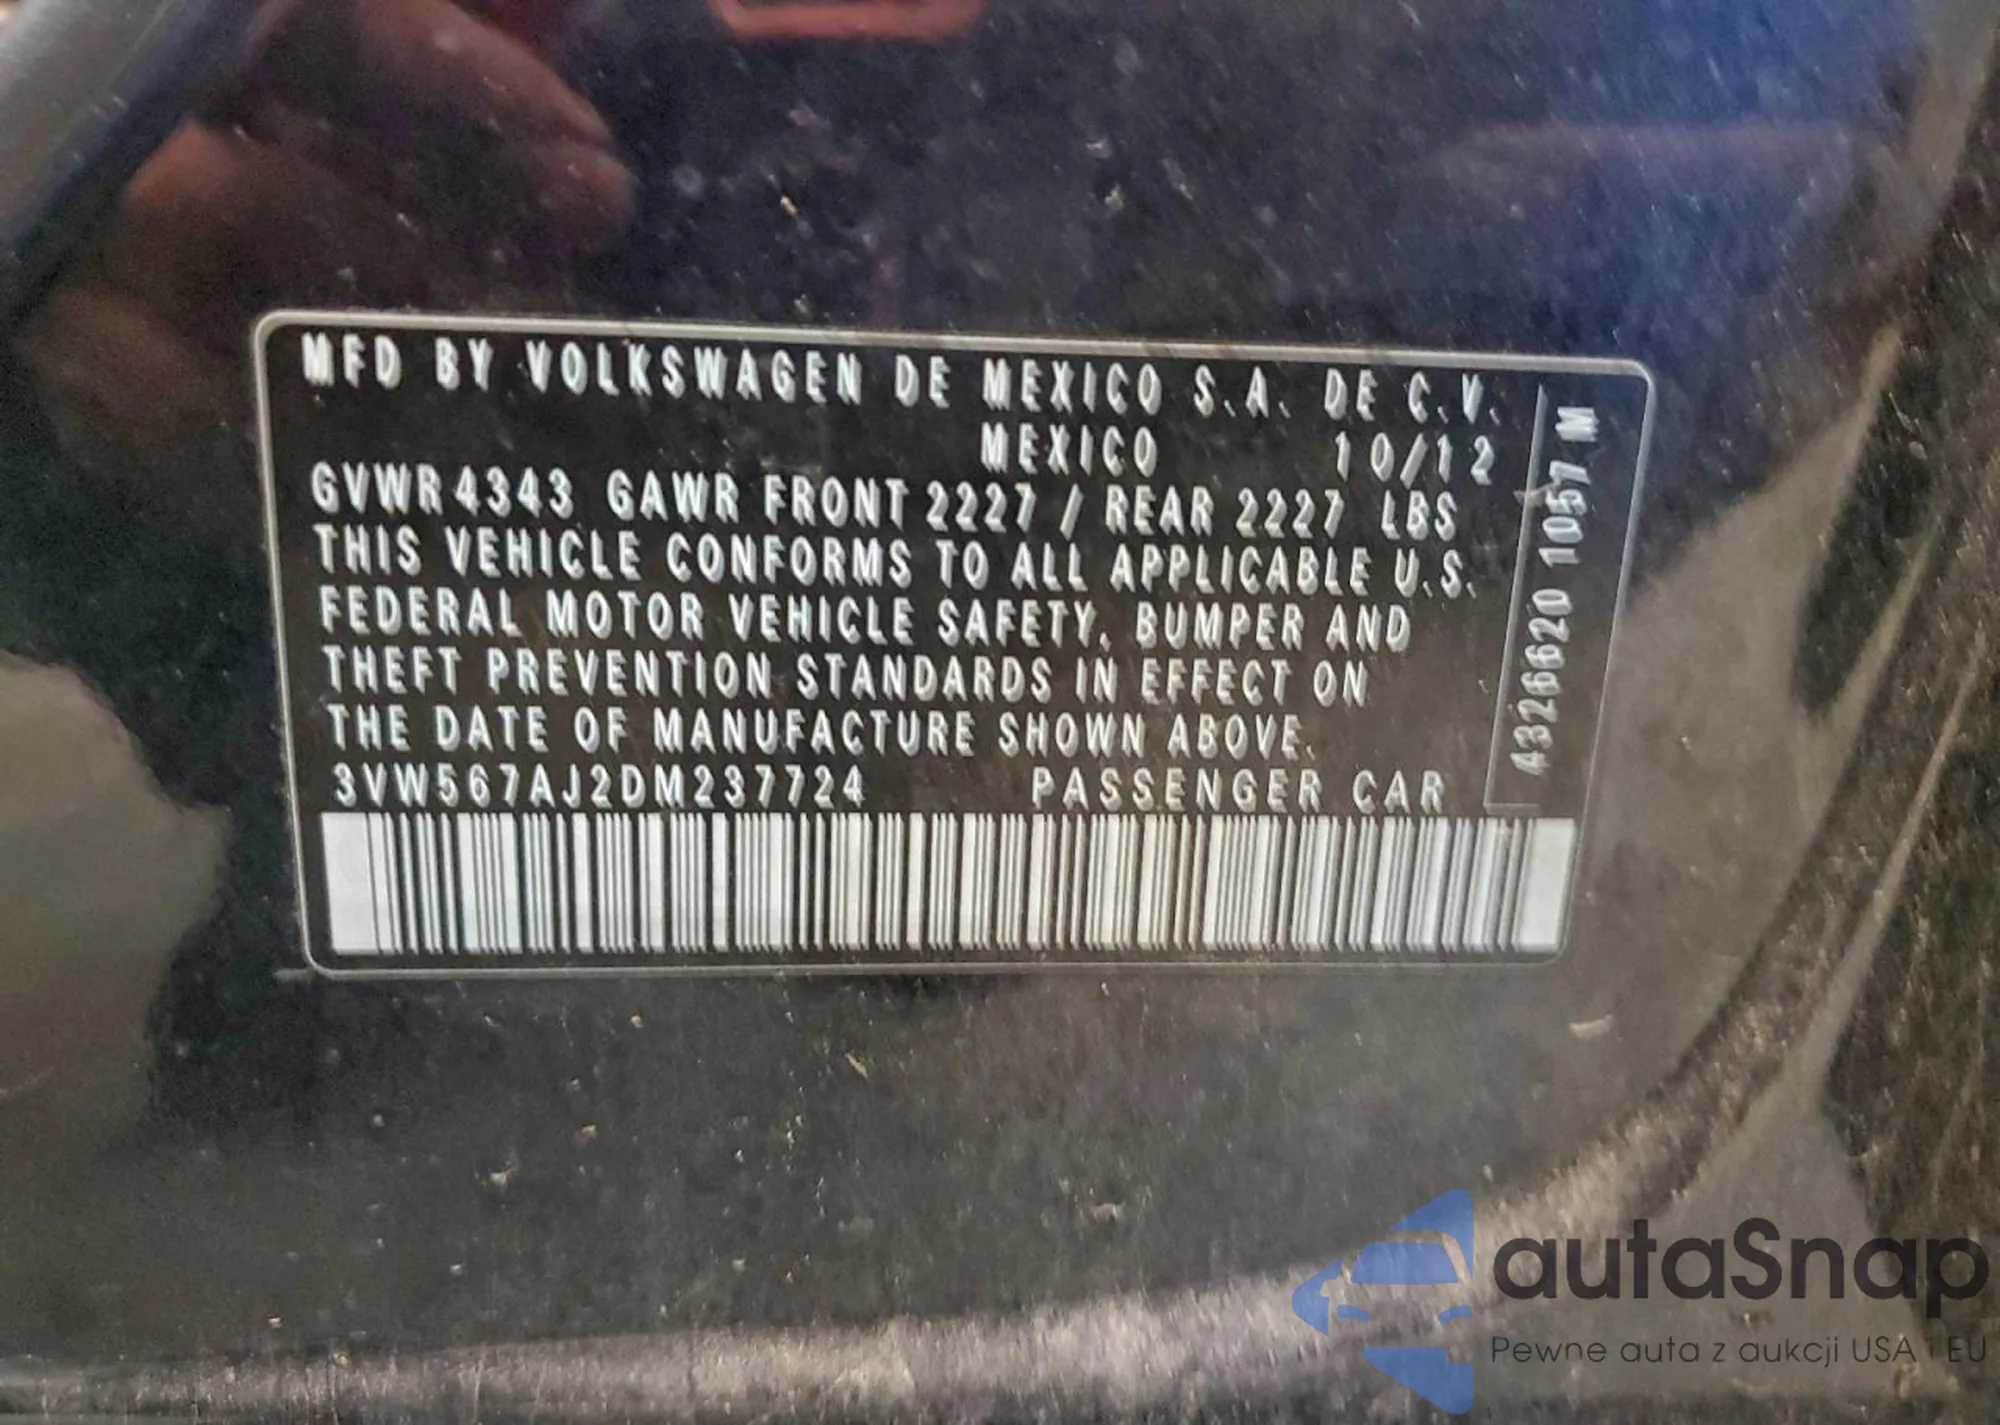 MFD BY VOLKSWAGEN DE MEXICO S.A. DE C.V.
MEXICO 10/12
GVWR 4343 GAWR FRONT 2227 / REAR 2227 LBS
THIS VEHICLE CONFORMS TO ALL APPLICABLE U.S.
FEDERAL MOTOR VEHICLE SAFETY, BUMPER AND
THEFT PREVENTION STANDARDS IN EFFECT ON
THE DATE OF MANUFACTURE SHOWN ABOVE.
3VW567AJ2DM237724 PASSENGER CAR
4326620 1057 M
autaSnap
Pewne auta z aukcji USA i EU